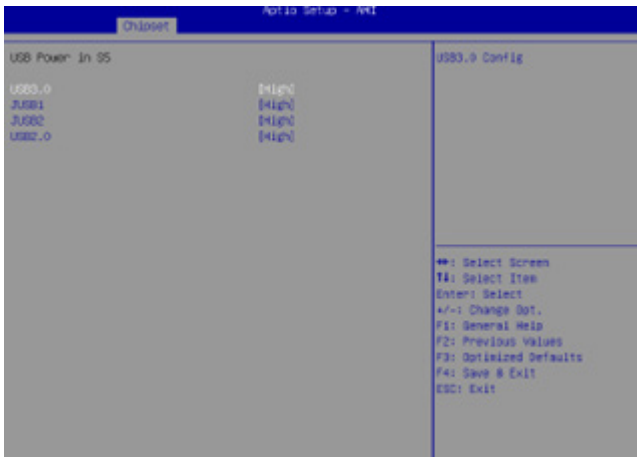 Aptio Setup - AMI
Chipset
USB Power in S5
USB3.0 [High]
JUSB1 [High]
JUSB2 [High]
USB2.0 [High]
USB3.0 Config
↔: Select Screen
↑↓: Select Item
Enter: Select
+/-: Change Opt.
F1: General Help
F2: Previous Values
F3: Optimized Defaults
F4: Save & Exit
ESC: Exit